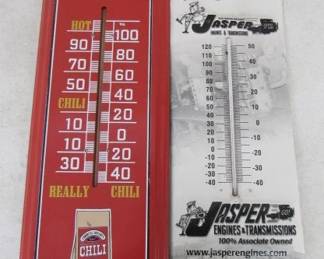 HOT
°F.
90 100
70 80
50 60
CHILI 40
10 20
10 0
30 20
40
REALLY CHILI
CHILI
JASPER
ENGINES & TRANSMISSIONS
120 50
110 40
100
90 30
80
70 20
60
50 10
40
30 0
20
10 -10
0
-10 -20
-20 -30
-30
-40 -40
JASPER
ENGINES & TRANSMISSIONS
100% Associate Owned
www.jasperengines.com